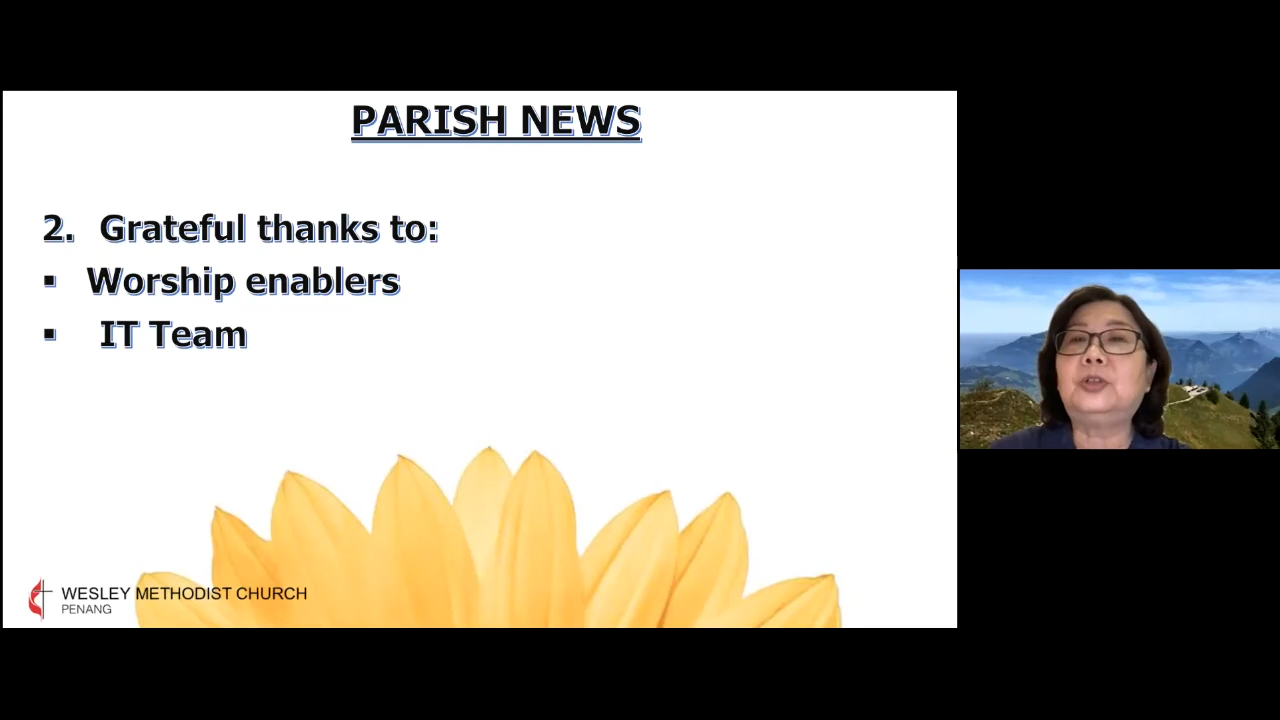 PARISH NEWS
2. Grateful thanks to:
▪ Worship enablers
▪ IT Team
WESLEY METHODIST CHURCH
PENANG